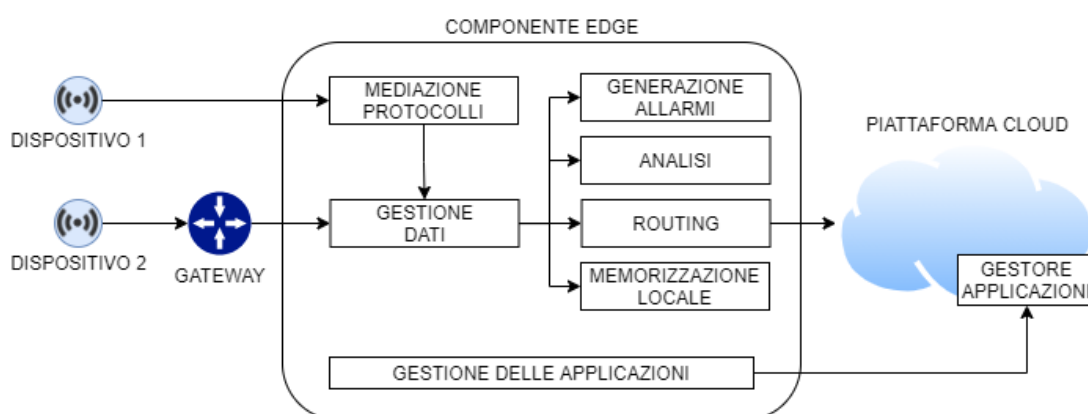 COMPONENTE EDGE
MEDIAZIONE
PROTOCOLLI
GENERAZIONE
ALLARMI
DISPOSITIVO 1
PIATTAFORMA CLOUD
ANALISI
GESTIONE
DATI
ROUTING
DISPOSITIVO 2
GATEWAY
MEMORIZZAZIONE
LOCALE
GESTORE
APPLICAZIONI
GESTIONE DELLE APPLICAZIONI